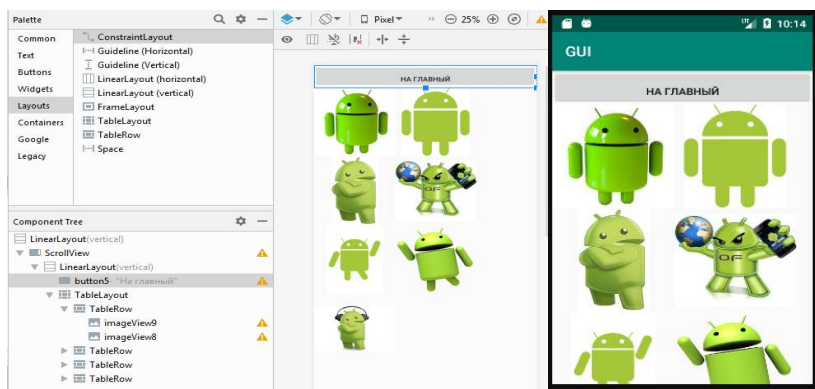 Palette
Common
Text
Buttons
Widgets
Layouts
Containers
Google
Legacy
ConstraintLayout
Guideline (Horizontal)
Guideline (Vertical)
LinearLayout (horizontal)
LinearLayout (vertical)
FrameLayout
TableLayout
TableRow
Space
Component Tree
LinearLayout(vertical)
ScrollView
LinearLayout(vertical)
button5- "На главный"
TableLayout
TableRow
imageView9
imageView8
TableRow
TableRow
TableRow
Pixel
25%
НА ГЛАВНЫЙ
OF
10:14
GUI
НА ГЛАВНЫЙ
OF